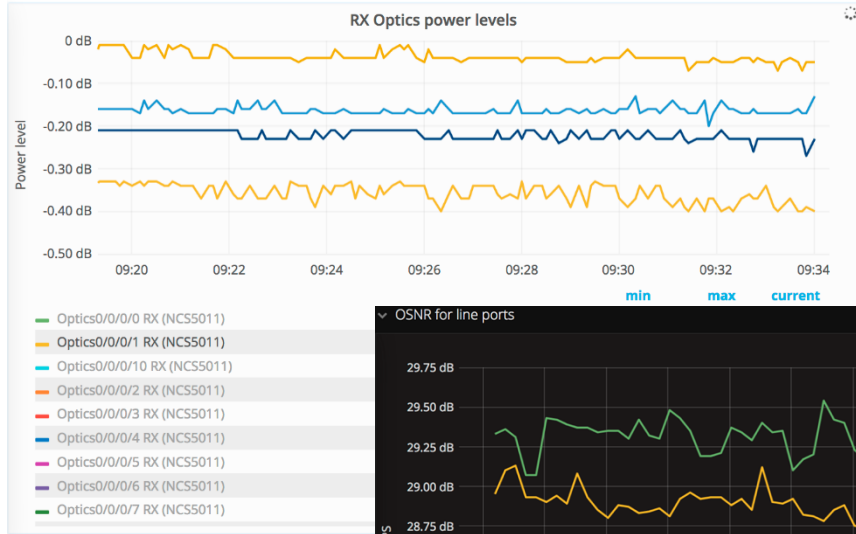 RX Optics power levels
0 dB
-0.10 dB
-0.20 dB
-0.30 dB
-0.40 dB
-0.50 dB
Power level
09:20 09:22 09:24 09:26 09:28 09:30 09:32 09:34
min max current
Optics0/0/0/0 RX (NCS5011)
Optics0/0/0/1 RX (NCS5011)
Optics0/0/0/10 RX (NCS5011)
Optics0/0/0/2 RX (NCS5011)
Optics0/0/0/3 RX (NCS5011)
Optics0/0/0/4 RX (NCS5011)
Optics0/0/0/5 RX (NCS5011)
Optics0/0/0/6 RX (NCS5011)
Optics0/0/0/7 RX (NCS5011)
OSNR for line ports
29.75 dB
29.50 dB
29.25 dB
29.00 dB
28.75 dB